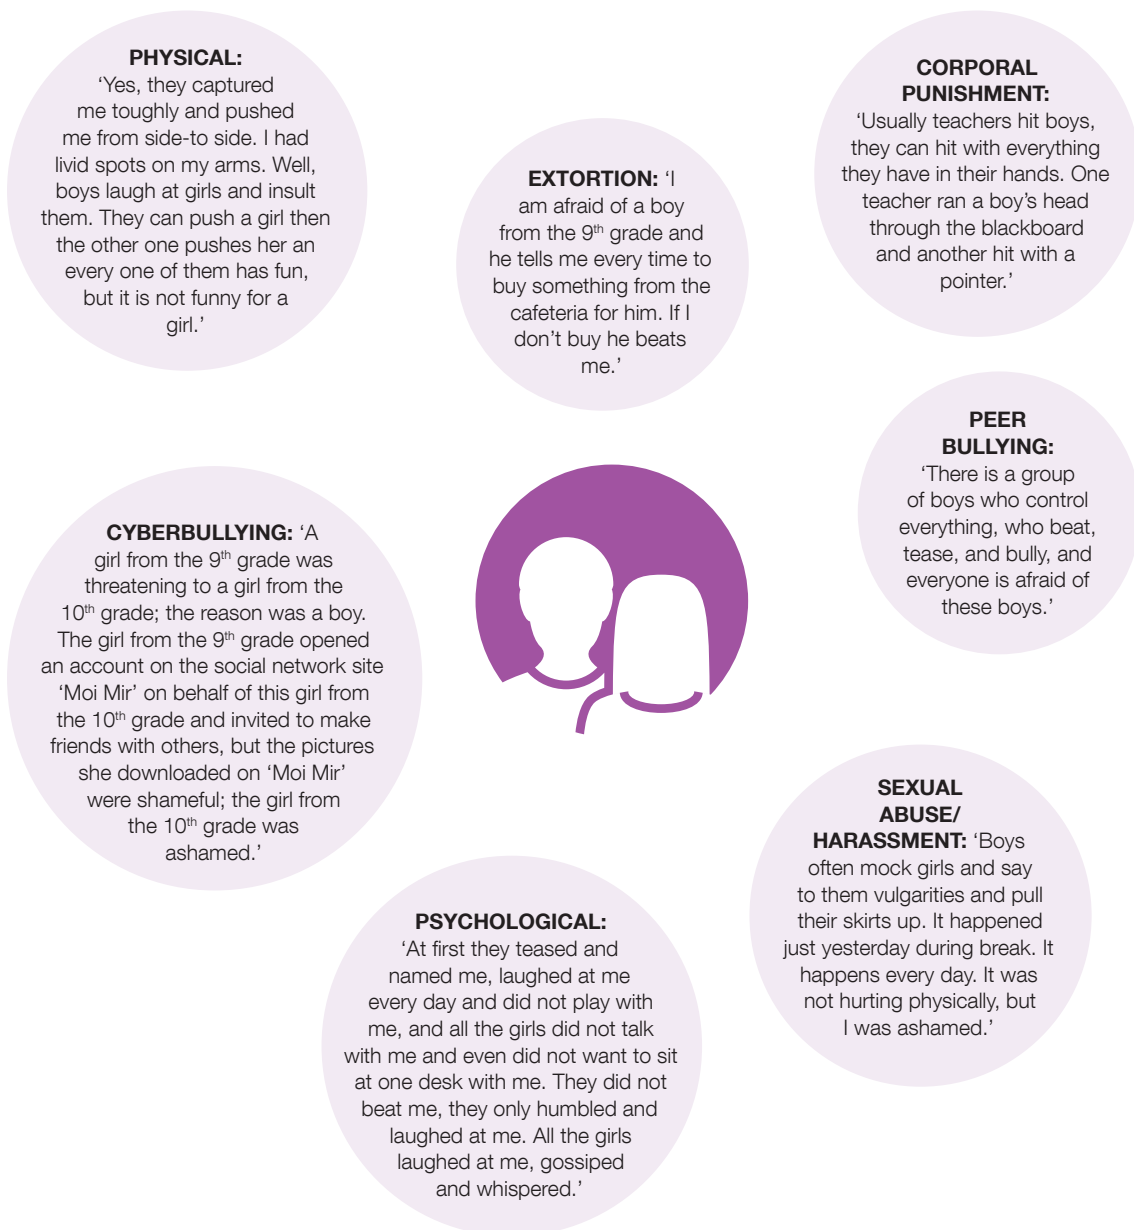 PHYSICAL:
‘Yes, they captured
me toughly and pushed
me from side-to side. I had
livid spots on my arms. Well,
boys laugh at girls and insult
them. They can push a girl then
the other one pushes her an
every one of them has fun,
but it is not funny for a
girl.’
EXTORTION: ‘I
am afraid of a boy
from the 9th grade and
he tells me every time to
buy something from the
cafeteria for him. If I
don’t buy he beats
me.’
CORPORAL
PUNISHMENT:
‘Usually teachers hit boys,
they can hit with everything
they have in their hands. One
teacher ran a boy’s head
through the blackboard
and another hit with a
pointer.’
PEER
BULLYING:
‘There is a group
of boys who control
everything, who beat,
tease, and bully, and
everyone is afraid of
these boys.’
CYBERBULLYING: ‘A
girl from the 9th grade was
threatening to a girl from the
10th grade; the reason was a boy.
The girl from the 9th grade opened
an account on the social network site
‘Moi Mir’ on behalf of this girl from
the 10th grade and invited to make
friends with others, but the pictures
she downloaded on ‘Moi Mir’
were shameful; the girl from
the 10th grade was
ashamed.’
SEXUAL
ABUSE/
HARASSMENT: ‘Boys
often mock girls and say
to them vulgarities and pull
their skirts up. It happened
just yesterday during break. It
happens every day. It was
not hurting physically, but
I was ashamed.’
PSYCHOLOGICAL:
‘At first they teased and
named me, laughed at me
every day and did not play with
me, and all the girls did not talk
with me and even did not want to sit
at one desk with me. They did not
beat me, they only humbled and
laughed at me. All the girls
laughed at me, gossiped
and whispered.’